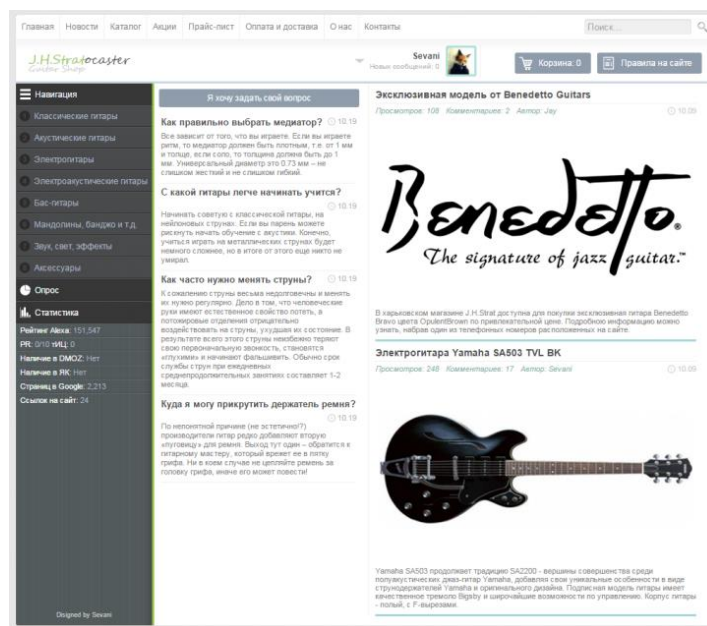 Главная Новости Каталог Акции Прайс-лист Оплата и доставка О нас Контакты Поиск...
J.H.Stratocaster
Guitar Shop
Sevani
Новых сообщений: 0
Корзина: 0
Правила на сайте
Навигация
Классические гитары
Акустические гитары
Электрогитары
Электроакустические гитары
Бас-гитары
Мандолины, банджо и т.д.
Звук, свет, эффекты
Аксессуары
Опрос
Статистика
Рейтинг Alexa: 151,547
PR: 0/10 тИЦ: 0
Наличие в DMOZ: Нет
Наличие в ЯК: Нет
Страниц в Google: 2,213
Ссылок на сайт: 24
Disigned by Sevani
Я хочу задать свой вопрос
Как правильно выбрать медиатор? 10:19
Все зависит от того, что вы играете. Если вы играете
ритм, то медиатор должен быть плотным, т.е. от 1 мм
и толще, если соло, то толщина должна быть до 1
мм. Универсальный диаметр это 0.73 мм – не
слишком жесткий и не слишком гибкий.
С какой гитары легче начинать учится?
10:19
Начинать советую с классической гитары, на
нейлоновых струнах. Если вы парень можете
рискнуть начать обучение с акустики. Конечно,
учиться играть на металлических струнах будет
немного сложнее, но в итоге от этого еще никто не
умирал.
Как часто нужно менять струны? 10:19
К сожалению струны весьма недолговечны и менять
их нужно регулярно. Дело в том, что человеческие
руки имеют естественное свойство потеть, а
потожировые отделения отрицательно
воздействовать на струны, ухудшая их состояние. В
результате всего этого струны неизбежно теряют
свою первоначальную звонкость, становятся
«глухими» и начинают фальшивить. Обычно срок
службы струн при ежедневных
среднепродолжительных занятиях составляет 1-2
месяца.
Куда я могу прикрутить держатель ремня?
10:19
По непонятной причине (не эстетично!?)
производители гитар редко добавляют вторую
«пуговицу» для ремня. Выход тут один – обратится к
гитарному мастеру, который врежет ее в пятку
грифа. Ни в коем случае не цепляйте ремень за
головку грифа, иначе его может повести!
Эксклюзивная модель от Benedetto Guitars
Просмотров: 108 Комментариев: 2 Автор: Jay 10:09
Benedetto®
The signature of jazz guitar.™
В харьковском магазине J.H.Strat доступна для покупки эксклюзивная гитара Benedetto
Bravo цвета OpulentBrown по привлекательной цене. Подробную информацию можно
узнать, набрав один из телефонных номеров расположенных на сайте.
Электрогитара Yamaha SA503 TVL BK
Просмотров: 248 Комментариев: 17 Автор: Sevani 10:09
Yamaha SA503 продолжает традицию SA2200 - вершины совершенства среди
полуакустических джаз-гитар Yamaha, добавляя свои уникальные особенности в виде
струнодержателей Yamaha и оригинального дизайна. Подписная модель гитары имеет
качественное тремоло Bigsby и широчайшие возможности по управлению. Корпус гитары
- полый, с F-вырезами.